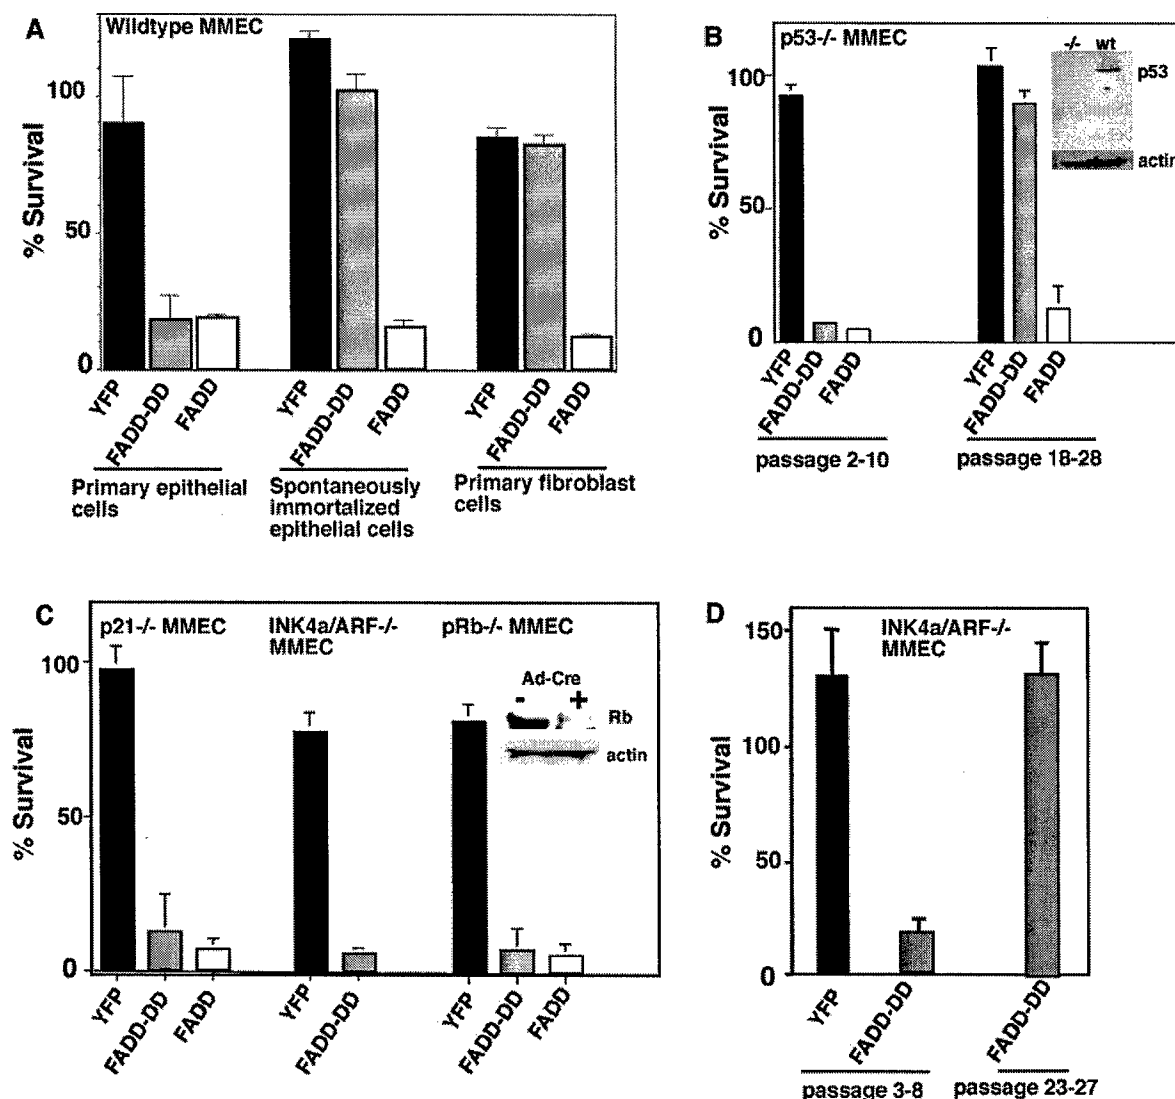 A
Wildtype MMEC
% Survival
100
50
0
YFP
FADD-DD
FADD
YFP
FADD-DD
FADD
YFP
FADD-DD
FADD
Primary epithelial
cells
Spontaneously
immortalized
epithelial cells
Primary fibroblast
cells
B
p53-/- MMEC
-/- wt
p53
actin
% Survival
100
50
0
YFP
FADD-DD
FADD
YFP
FADD-DD
FADD
passage 2-10
passage 18-28
C
p21-/- MMEC
INK4a/ARF-/-
MMEC
pRb-/- MMEC
Ad-Cre
- +
Rb
actin
% Survival
100
50
0
YFP
FADD-DD
FADD
YFP
FADD-DD
YFP
FADD-DD
FADD
D
INK4a/ARF-/-
MMEC
% Survival
150
100
50
0
YFP
FADD-DD
FADD-DD
passage 3-8
passage 23-27